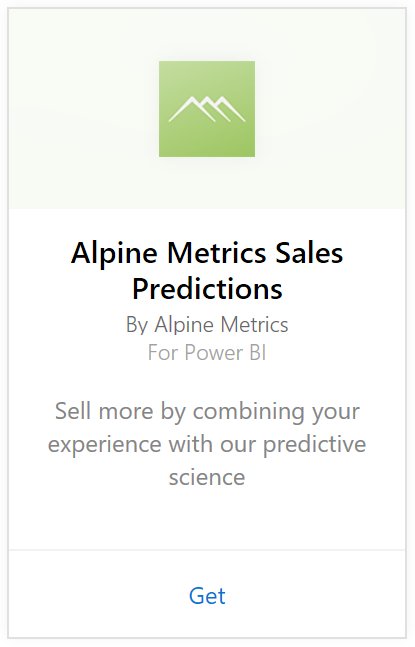 Alpine Metrics Sales
Predictions
By Alpine Metrics
For Power BI
Sell more by combining your
experience with our predictive
science
Get